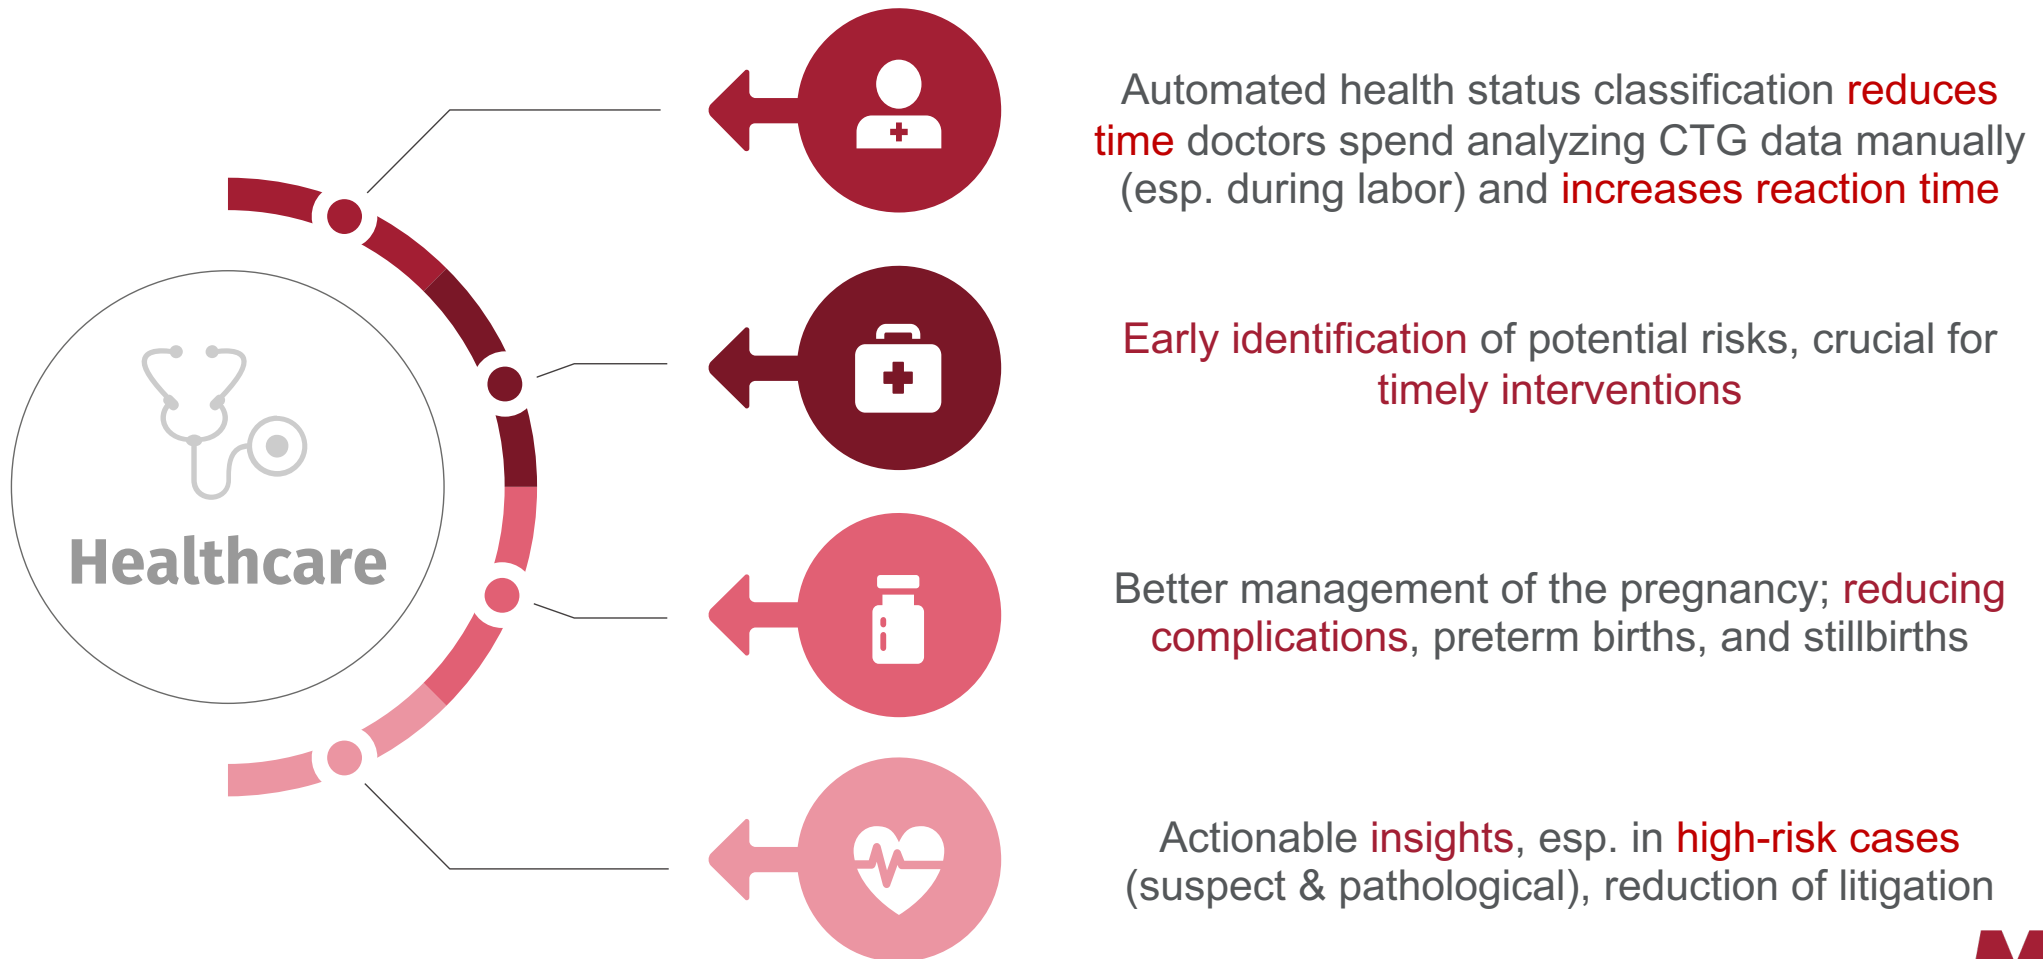 Healthcare
Automated health status classification reduces
time doctors spend analyzing CTG data manually
(esp. during labor) and increases reaction time
Early identification of potential risks, crucial for
timely interventions
Better management of the pregnancy; reducing
complications, preterm births, and stillbirths
Actionable insights, esp. in high-risk cases
(suspect & pathological), reduction of litigation